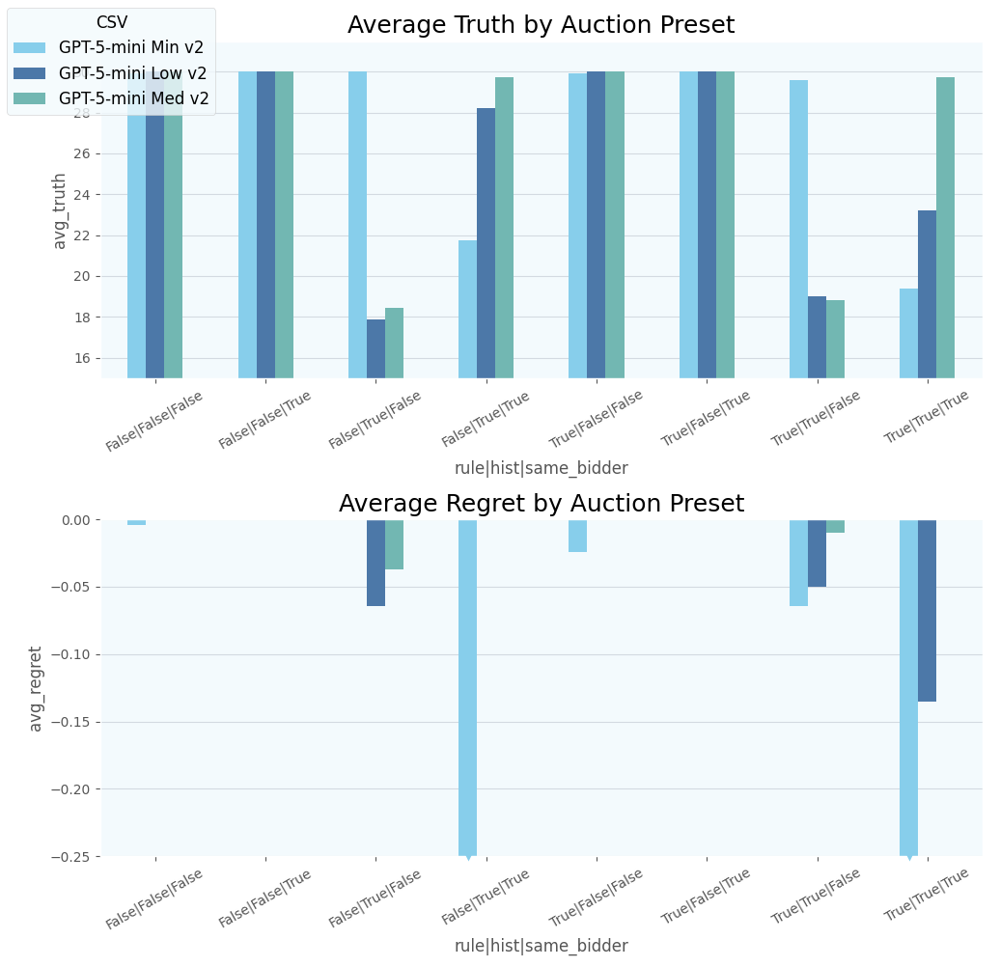 Average Truth by Auction Preset
CSV
GPT-5-mini Min v2
GPT-5-mini Low v2
GPT-5-mini Med v2
28
26
24
22
20
18
16
avg_truth
False|False|False
False|False|True
False|True|False
False|True|True
True|False|False
True|False|True
True|True|False
True|True|True
rule|hist|same_bidder
Average Regret by Auction Preset
0.00
−0.05
−0.10
−0.15
−0.20
−0.25
avg_regret
False|False|False
False|False|True
False|True|False
False|True|True
True|False|False
True|False|True
True|True|False
True|True|True
rule|hist|same_bidder